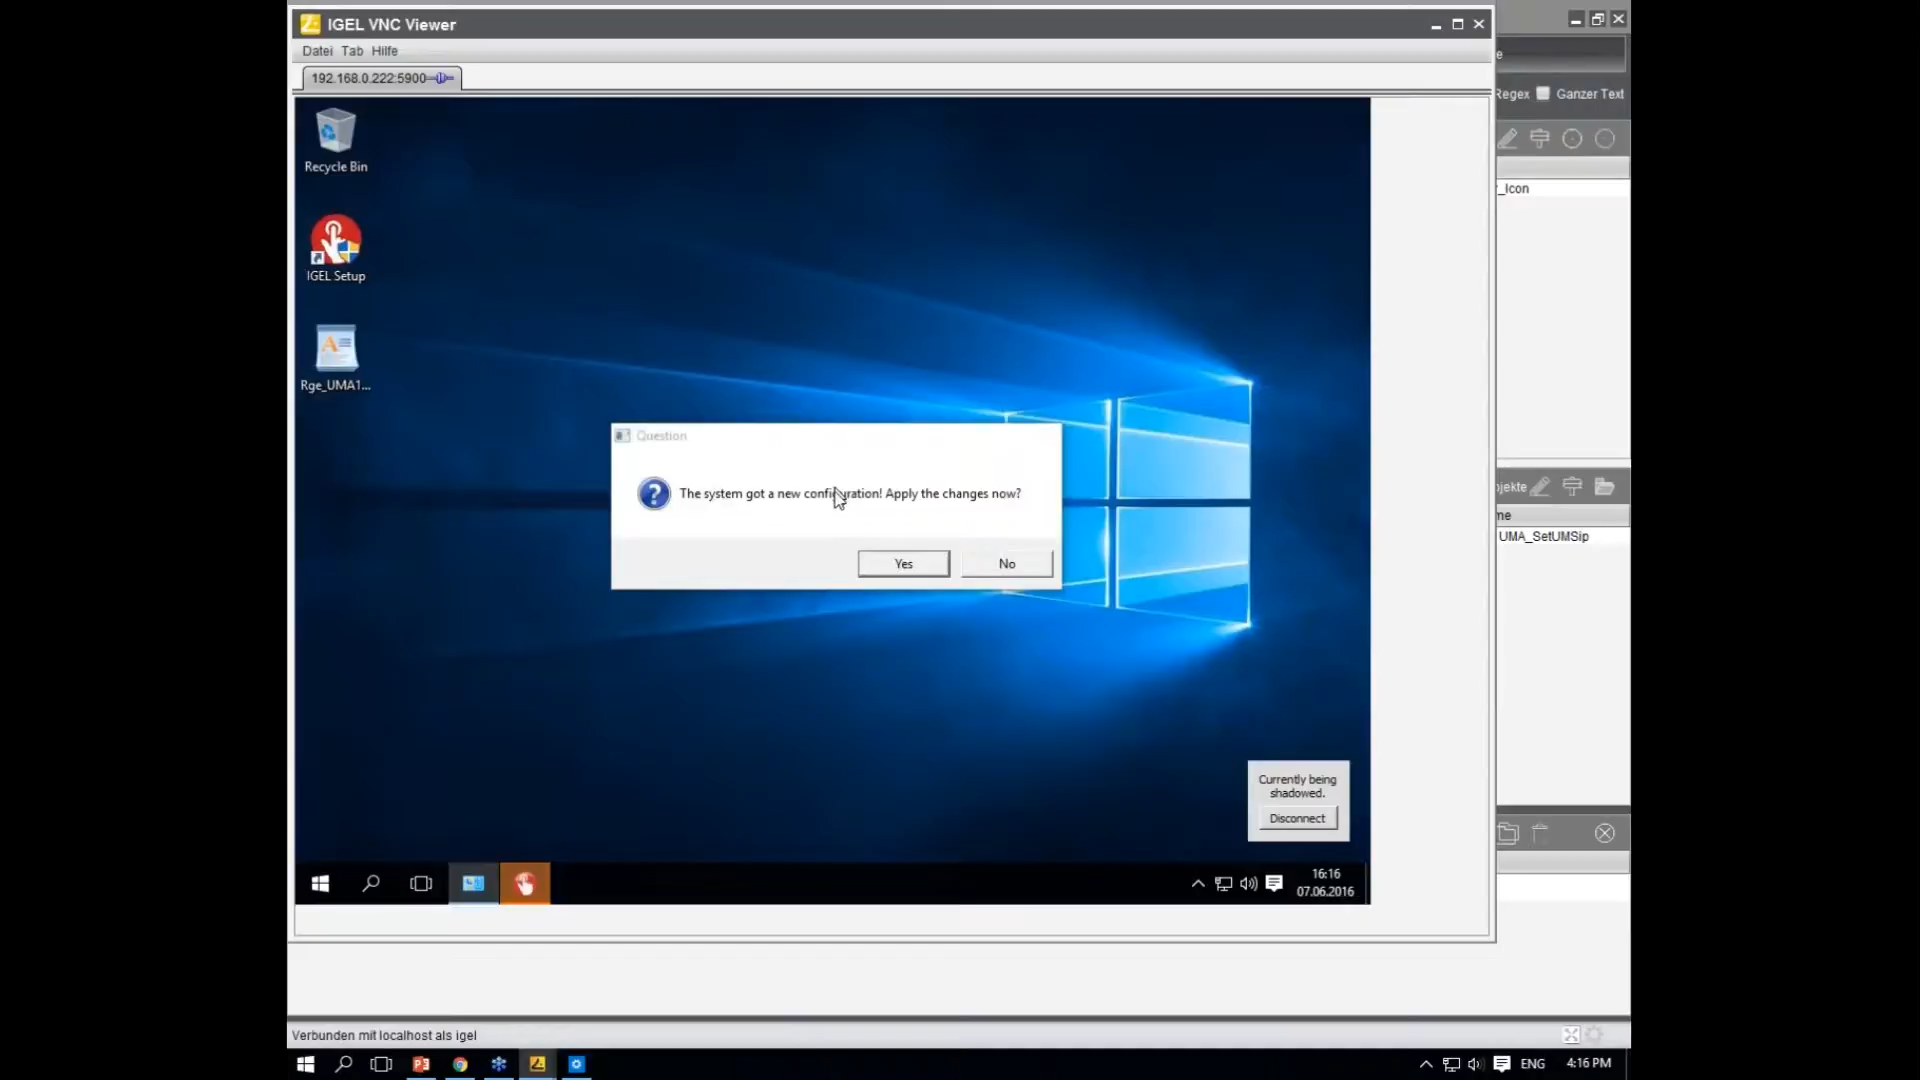 IGEL VNC Viewer
Datei Tab Hilfe
192.168.0.222:5900
Regex Ganzer Text
Recycle Bin
IGEL Setup
Rge_UMA1...
_Icon
Question
The system got a new configuration! Apply the changes now?
Yes No
UMA_SetUMSip
Currently being
shadowed.
Disconnect
16:16
07.06.2016
Verbunden mit localhost als igel
ENG 4:16 PM